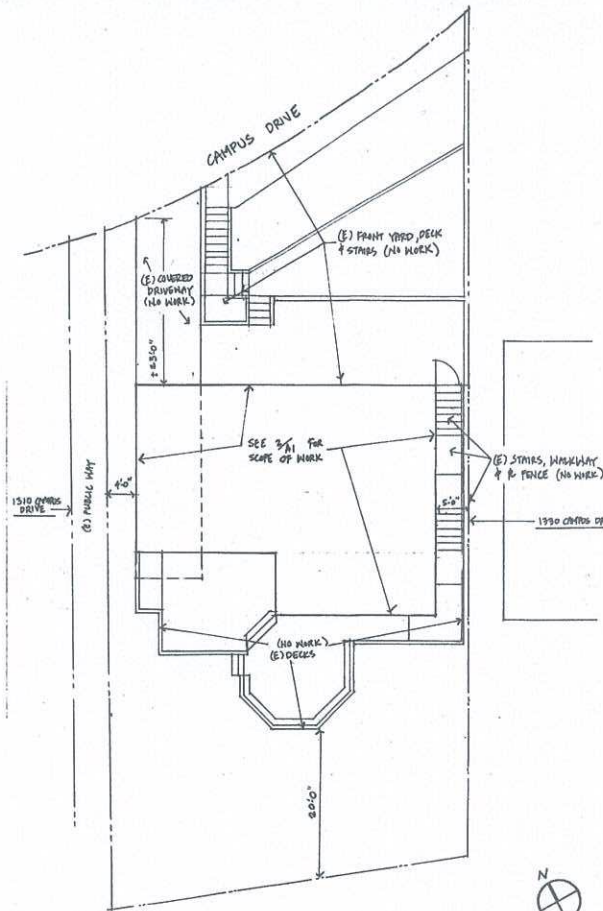 CAMPUS DRIVE
(E) FRONT YARD, DECK
& STAIRS (NO WORK)
(E) COVERED
DRIVEWAY
(NO WORK)
± 23'0"
SEE 3/A1 FOR
SCOPE OF WORK
(E) STAIRS, WALKWAY
& FENCE (NO WORK)
4'0"
5'0"
1310 CAMPUS
DRIVE
(E) PUBLIC WAY
1330 CAMPUS DR
(NO WORK)
(E) DECKS
20'0"
N